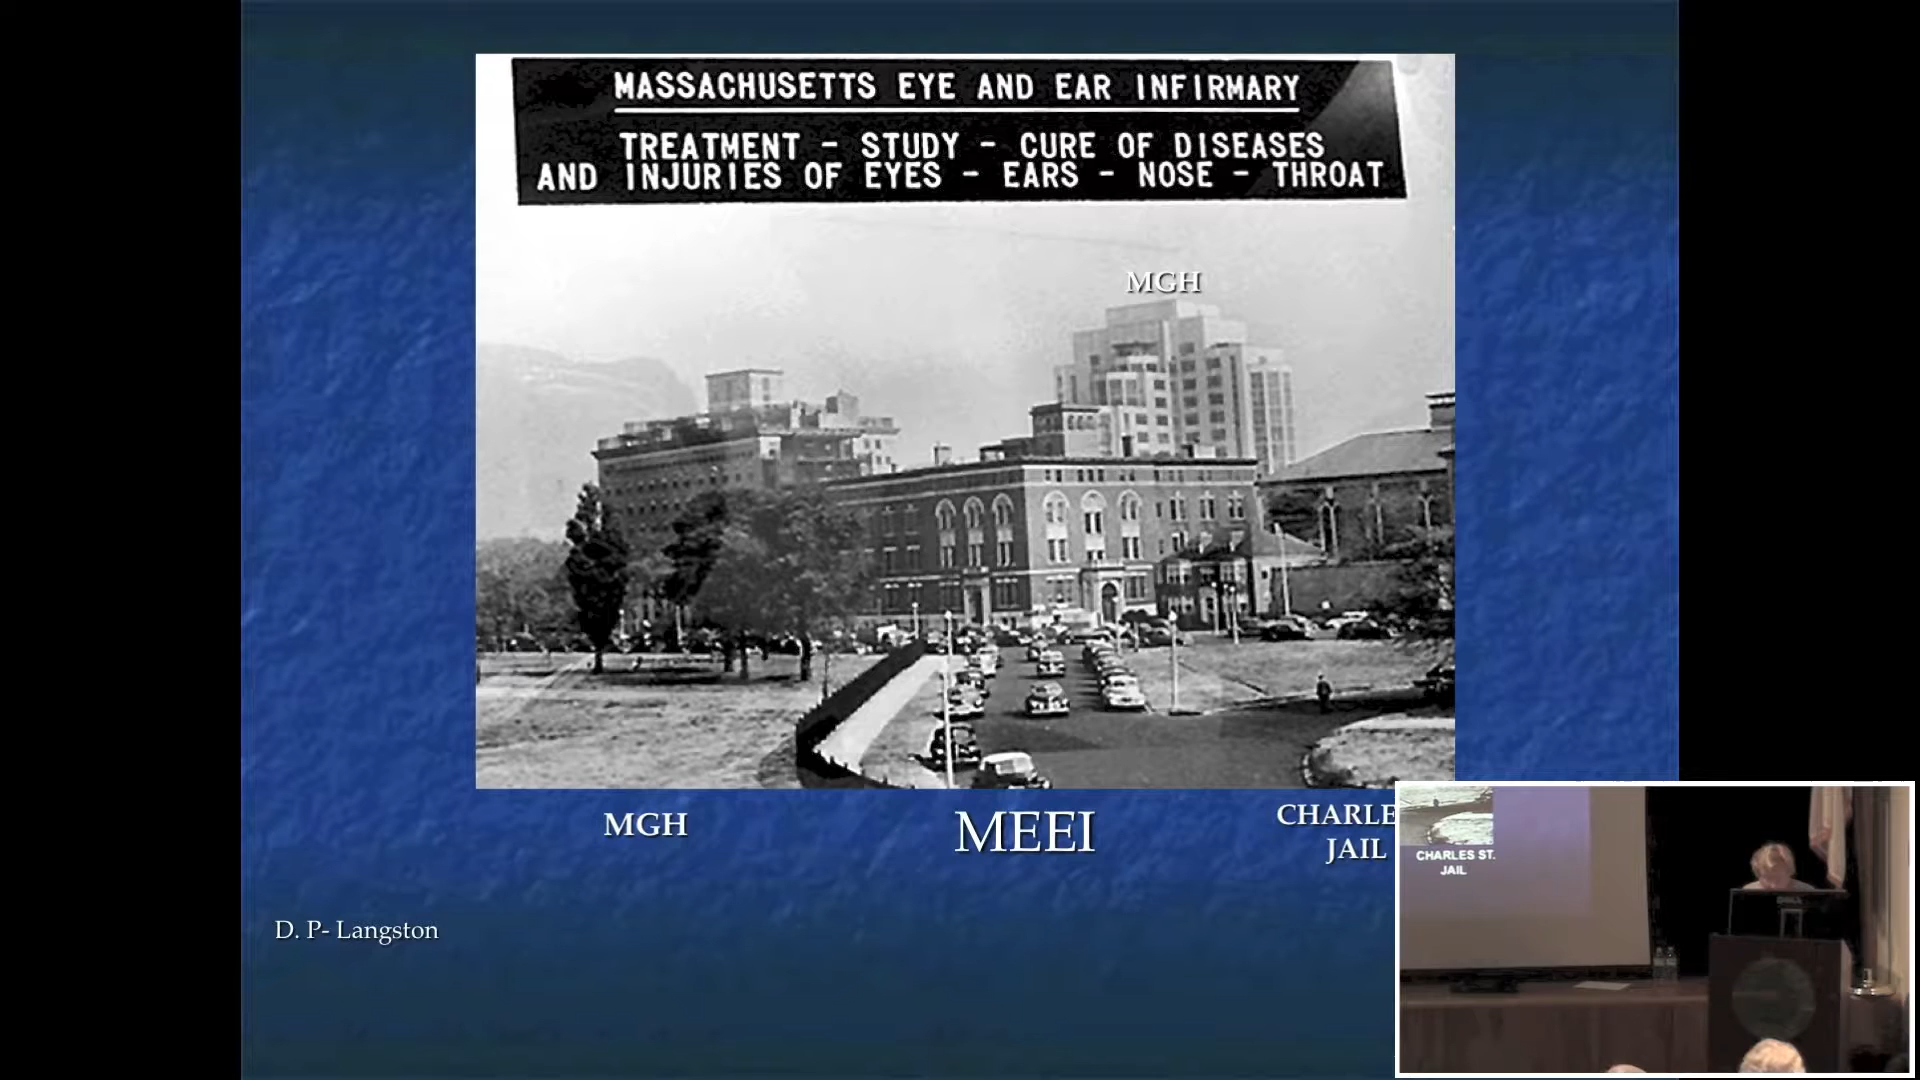 MASSACHUSETTS EYE AND EAR INFIRMARY
TREATMENT - STUDY - CURE OF DISEASES
AND INJURIES OF EYES - EARS - NOSE - THROAT
MGH
MGH
MEEI
CHARLE
JAIL
D. P- Langston
CHARLES ST.
JAIL